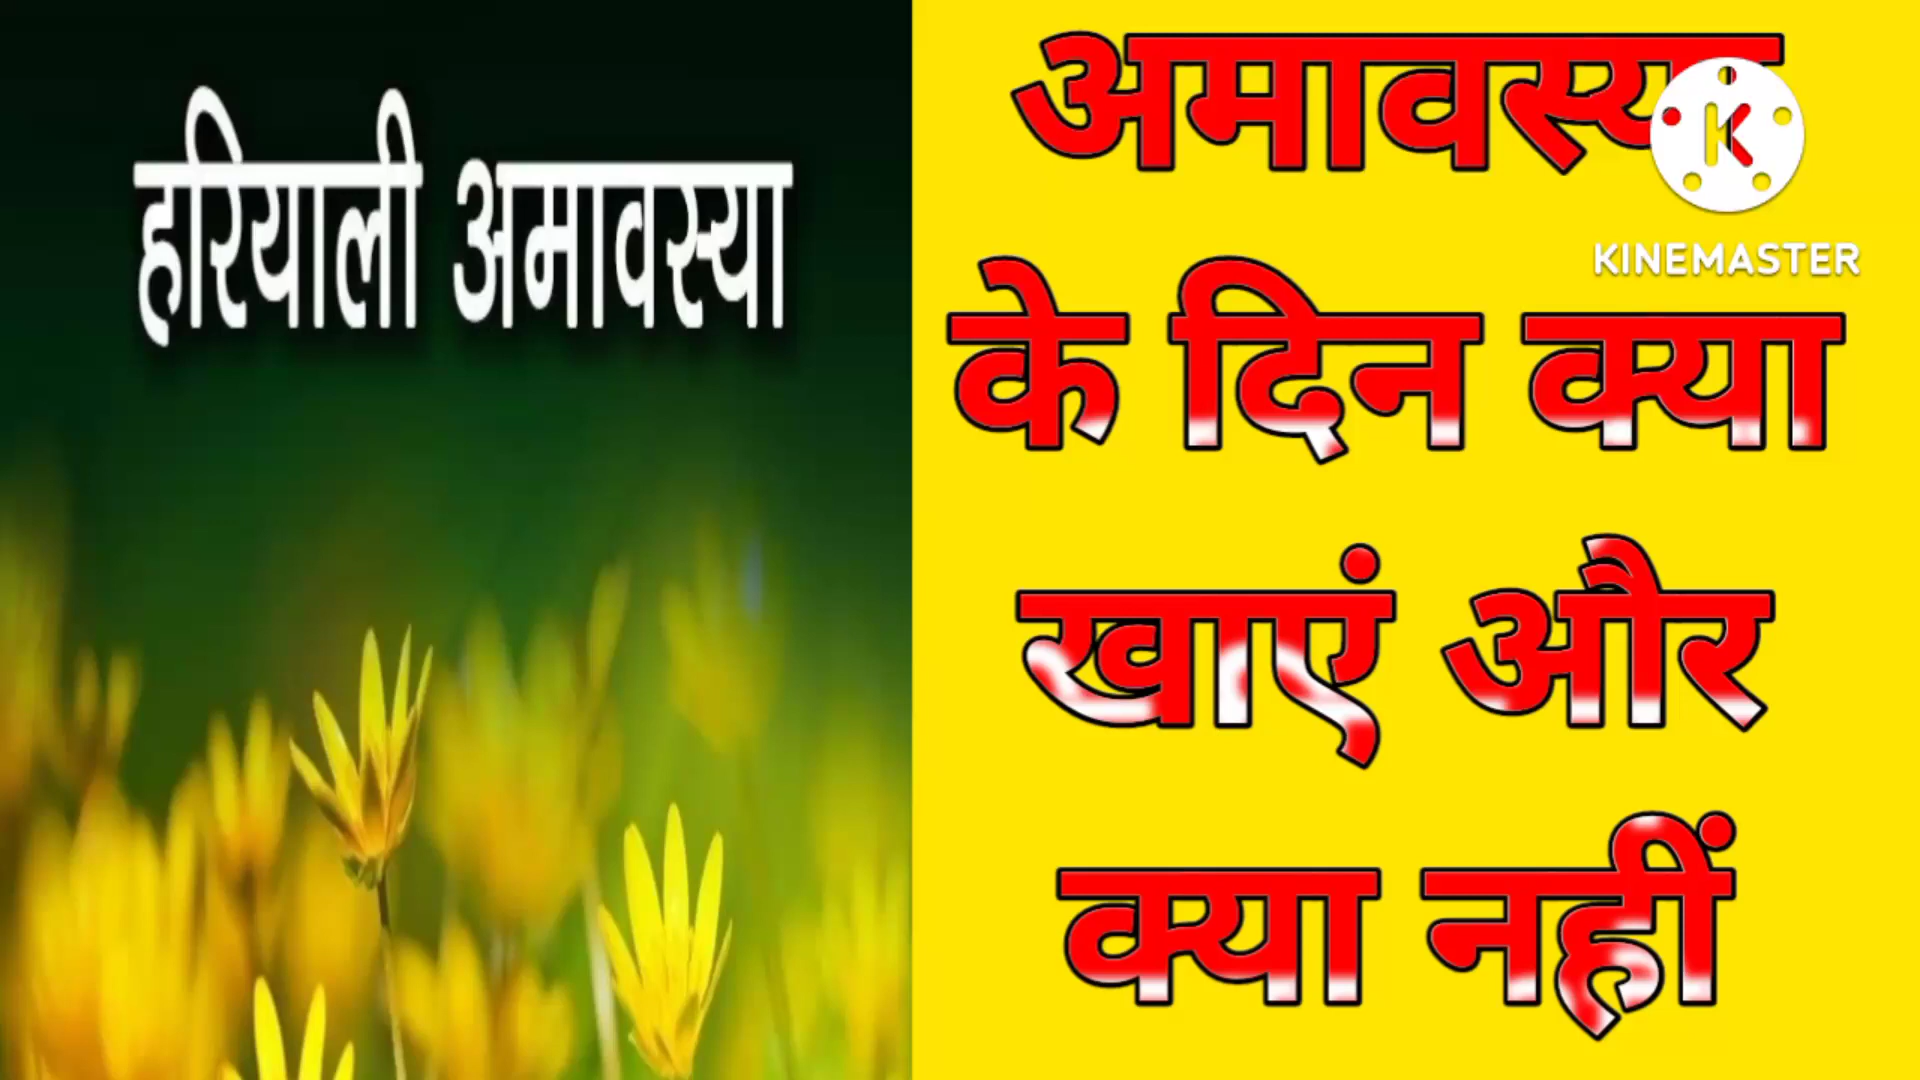 हरियाली अमावस्या
अमावस्या
के दिन क्या
खाएं और
क्या नहीं
KINEMASTER